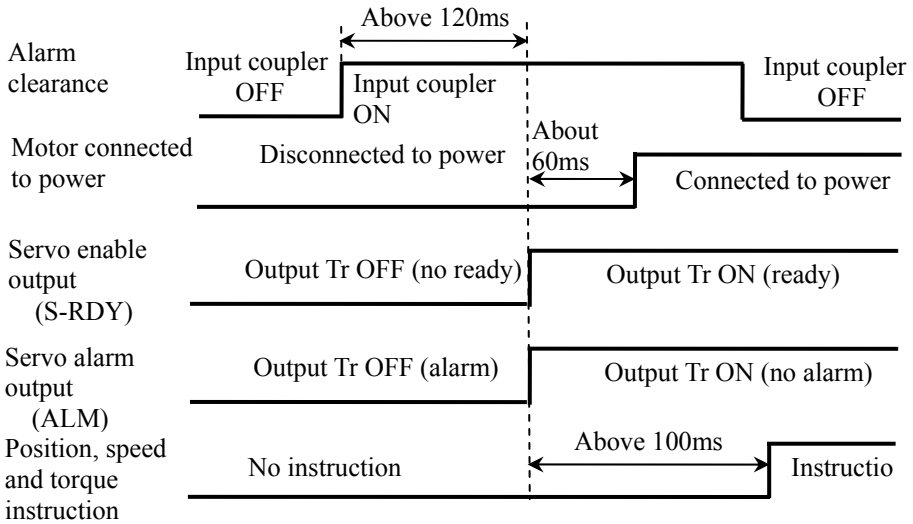 Above 120ms
Alarm
clearance
Input coupler
OFF
Input coupler
ON
Input coupler
OFF
Motor connected
to power
Disconnected to power
About
60ms
Connected to power
Servo enable
output
(S-RDY)
Output Tr OFF (no ready)
Output Tr ON (ready)
Servo alarm
output
(ALM)
Output Tr OFF (alarm)
Output Tr ON (no alarm)
Position, speed
and torque
instruction
No instruction
Above 100ms
Instructio